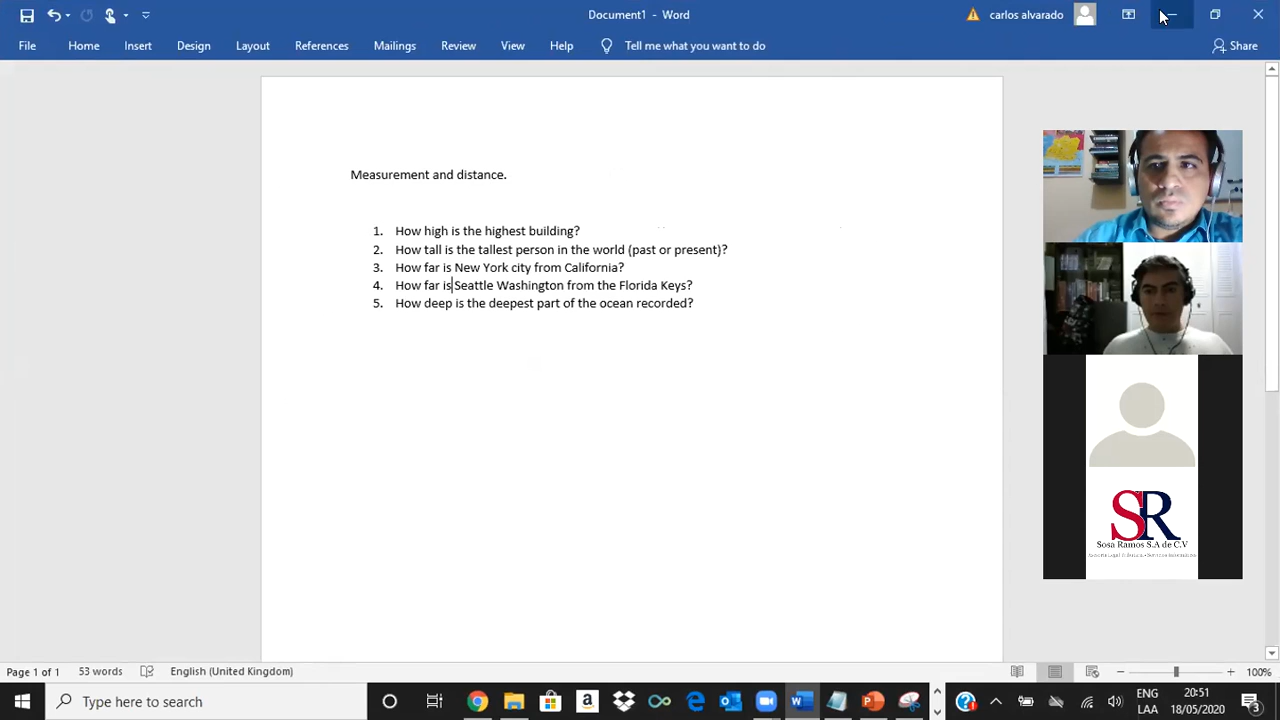 Document1 - Word
carlos alvarado
File Home Insert Design Layout References Mailings Review View Help Tell me what you want to do Share
Measurement and distance.
1. How high is the highest building?
2. How tall is the tallest person in the world (past or present)?
3. How far is New York city from California?
4. How far is Seattle Washington from the Florida Keys?
5. How deep is the deepest part of the ocean recorded?
SR
Sosa Ramos S.A de C.V
Page 1 of 1 53 words English (United Kingdom) 100%
Type here to search
ENG 20:51
LAA 18/05/2020 3